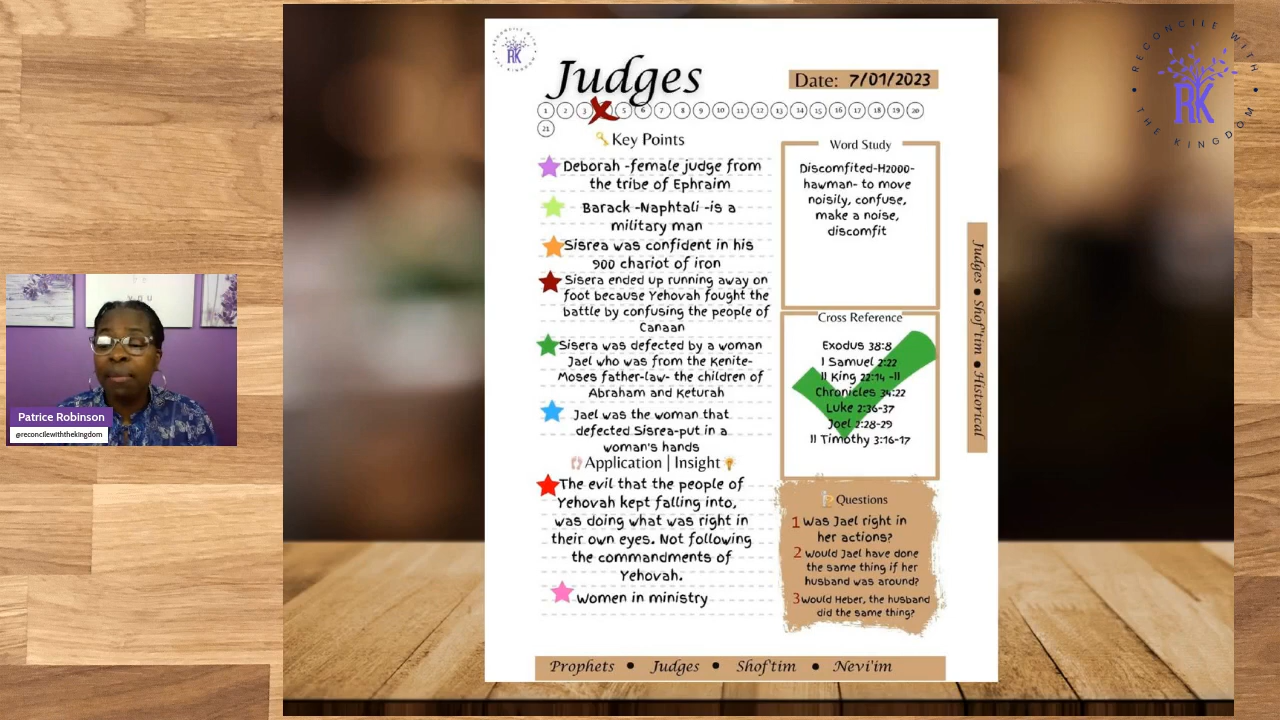 RECONCILE WITH
RK
THE KINGDOM
Judges
Date: 7/01/2023
1 2 3 5 6 7 8 9 10 11 12 13 14 15 16 17 18 19 20
21
Key Points
Deborah -female judge from
the tribe of Ephraim
Barack -Naphtali -is a
military man
Sisrea was confident in his
900 chariot of iron
Sisera ended up running away on
foot because Yehovah fought the
battle by confusing the people of
Canaan
Sisera was defected by a woman
Jael who was from the Kenite-
Moses father-law- the children of
Abraham and Keturah
Jael was the woman that
defected Sisrea-put in a
woman's hands
Application | Insight
The evil that the people of
Yehovah kept falling into,
was doing what was right in
their own eyes. Not following
the commandments of
Yehovah.
Women in ministry
Word Study
Discomfited-H2000-
hawman- to move
noisily, confuse,
make a noise,
discomfit
Cross Reference
Exodus 38:8
I Samuel 2:22
II King 22:14 -II
Chronicles 34:22
Luke 2:36-37
Joel 2:28-29
II Timothy 3:16-17
Questions
1 Was Jael right in
her actions?
2 Would Jael have done
the same thing if her
husband was around?
3 Would Heber, the husband
did the same thing?
Judges • Shof'tim • Historical
Prophets • Judges • Shof'tim • Nevi'im
RECONCILE WITH
RK
THE KINGDOM
YOU
Patrice Robinson
@reconcilewiththekingdom